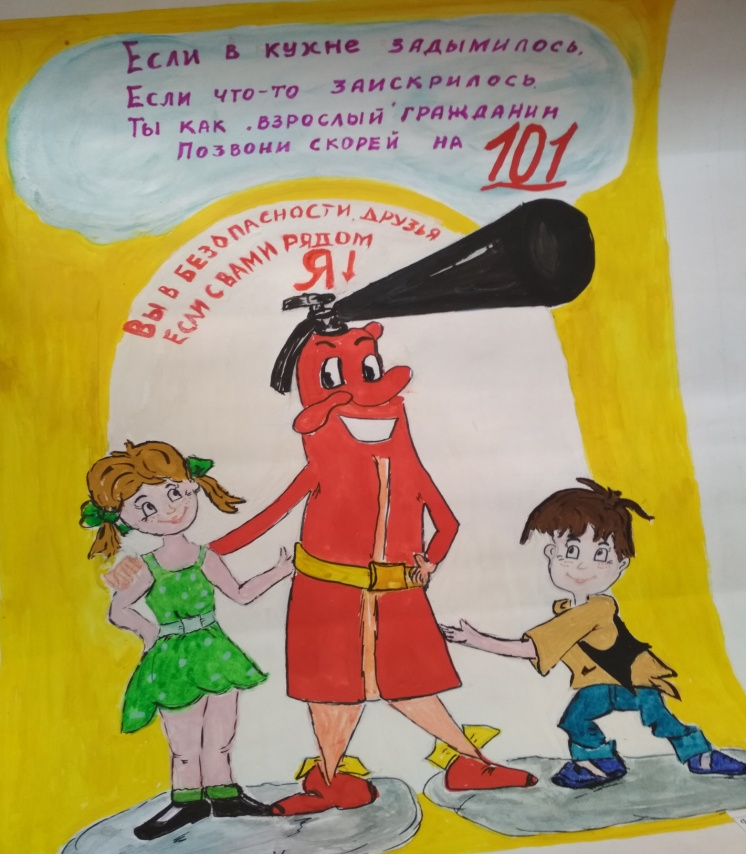 Если в кухне задымилось,
Если что-то заискрилось
Ты как "взрослый" гражданин
Позвони скорей на 101
Вы в безопасности, друзья
Если с вами рядом
Я↓